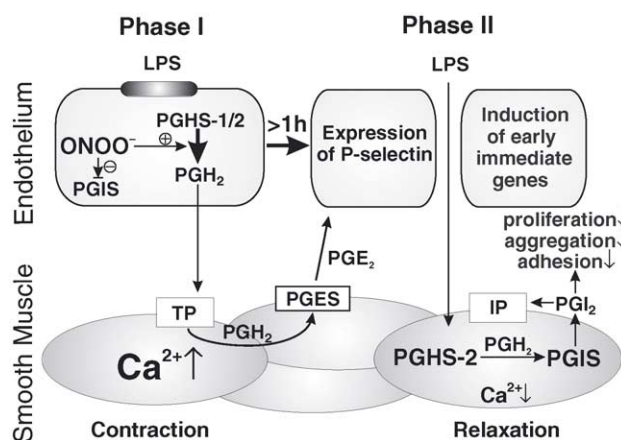 Phase I
Phase II
LPS
LPS
Endothelium
PGHS-1/2
ONOO⁻
⊕
⊖
PGIS
PGH₂
>1h
Expression
of P-selectin
Induction
of early
immediate
genes
proliferation↓
aggregation↓
adhesion↓
PGE₂
Smooth Muscle
TP
PGES
PGH₂
IP
PGI₂
Ca²⁺↑
PGHS-2
PGH₂
PGIS
Ca²⁺↓
Contraction
Relaxation